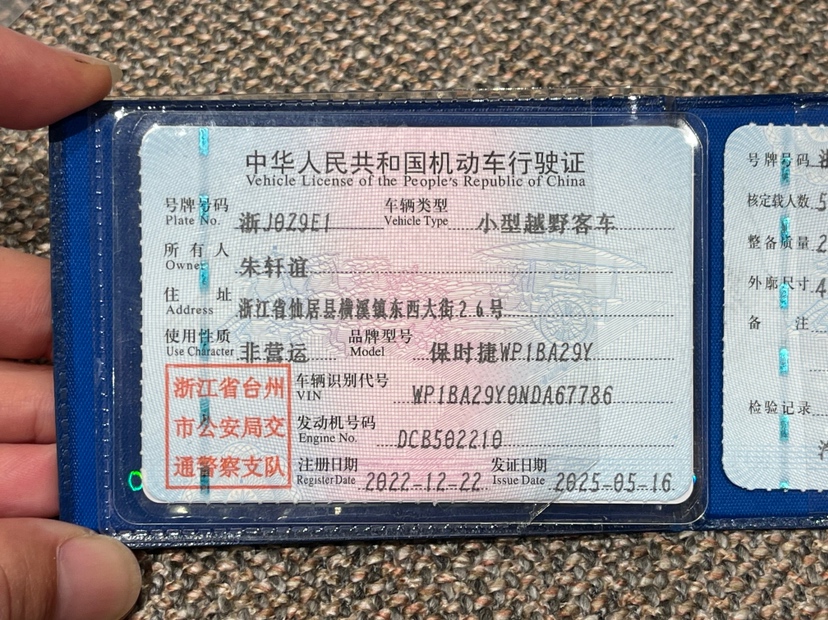 中华人民共和国机动车行驶证
Vehicle License of the People's Republic of China
号牌号码 浙J0Z9E1 车辆类型 小型越野客车
Plate No. Vehicle Type
所有人 朱轩谊
Owner
住址 浙江省仙居县横溪镇东西大街26号
Address
使用性质 非营运 品牌型号 保时捷WP1BA29Y
Use Character Model
浙江省台州
市公安局交
通警察支队
车辆识别代号 WP1BA29Y0NDA67786
VIN
发动机号码 DCB502210
Engine No.
注册日期 2022-12-22 发证日期 2025-05-16
Register Date Issue Date
号牌号码 浙
核定载人数 5
整备质量 2
外廓尺寸 4
备注
检验记录